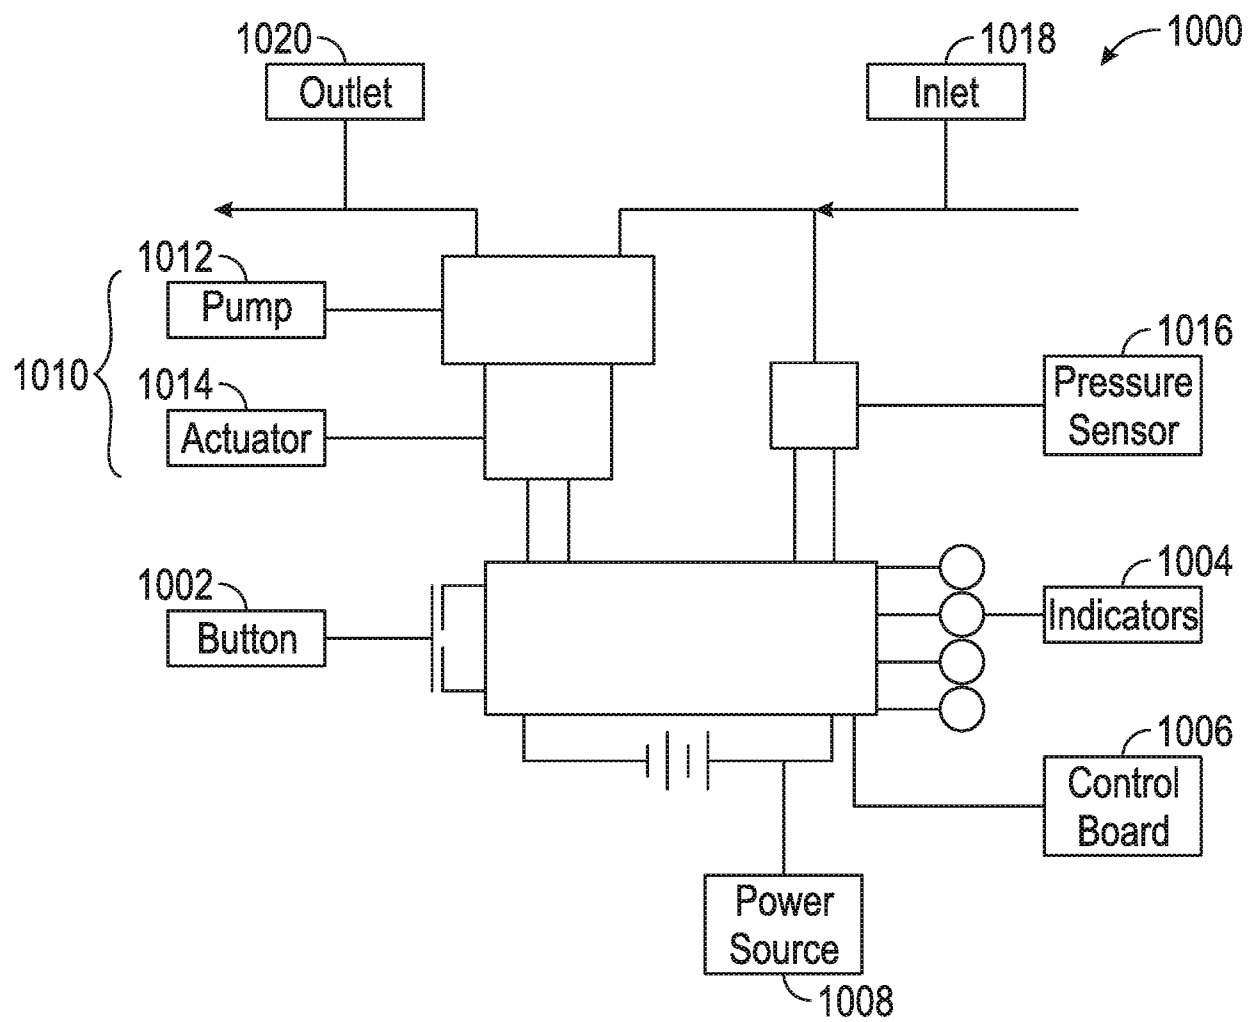 1020
Outlet
1018
Inlet
1000
1012
Pump
1010
1014
Actuator
1016
Pressure
Sensor
1002
Button
1004
Indicators
1006
Control
Board
Power
Source
1008